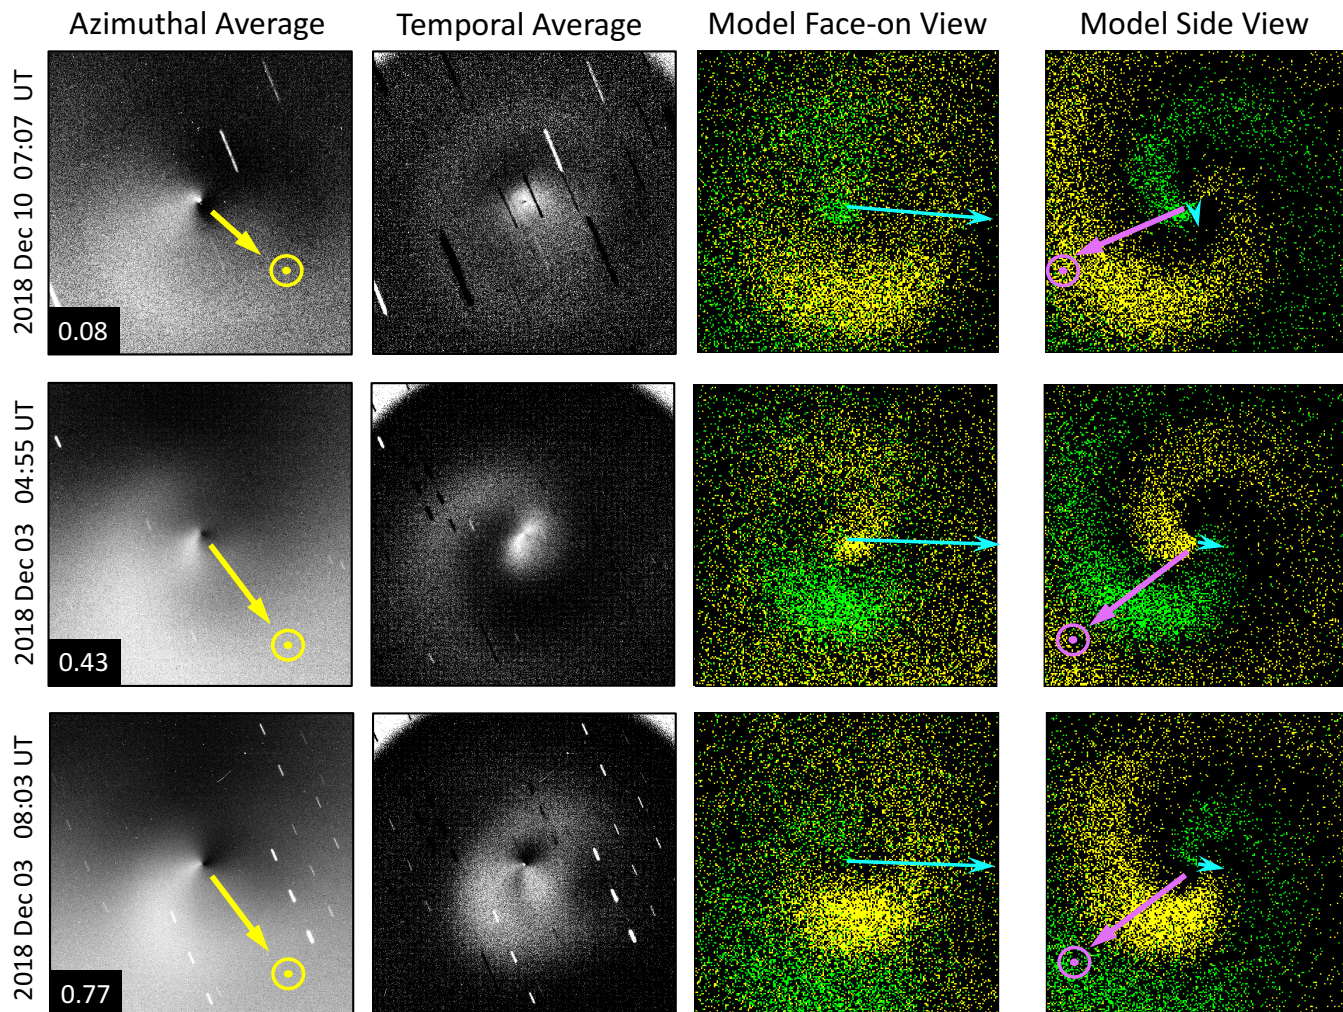 Azimuthal Average
Temporal Average
Model Face-on View
Model Side View
2018 Dec 10 07:07 UT
0.08
2018 Dec 03 04:55 UT
0.43
2018 Dec 03 08:03 UT
0.77